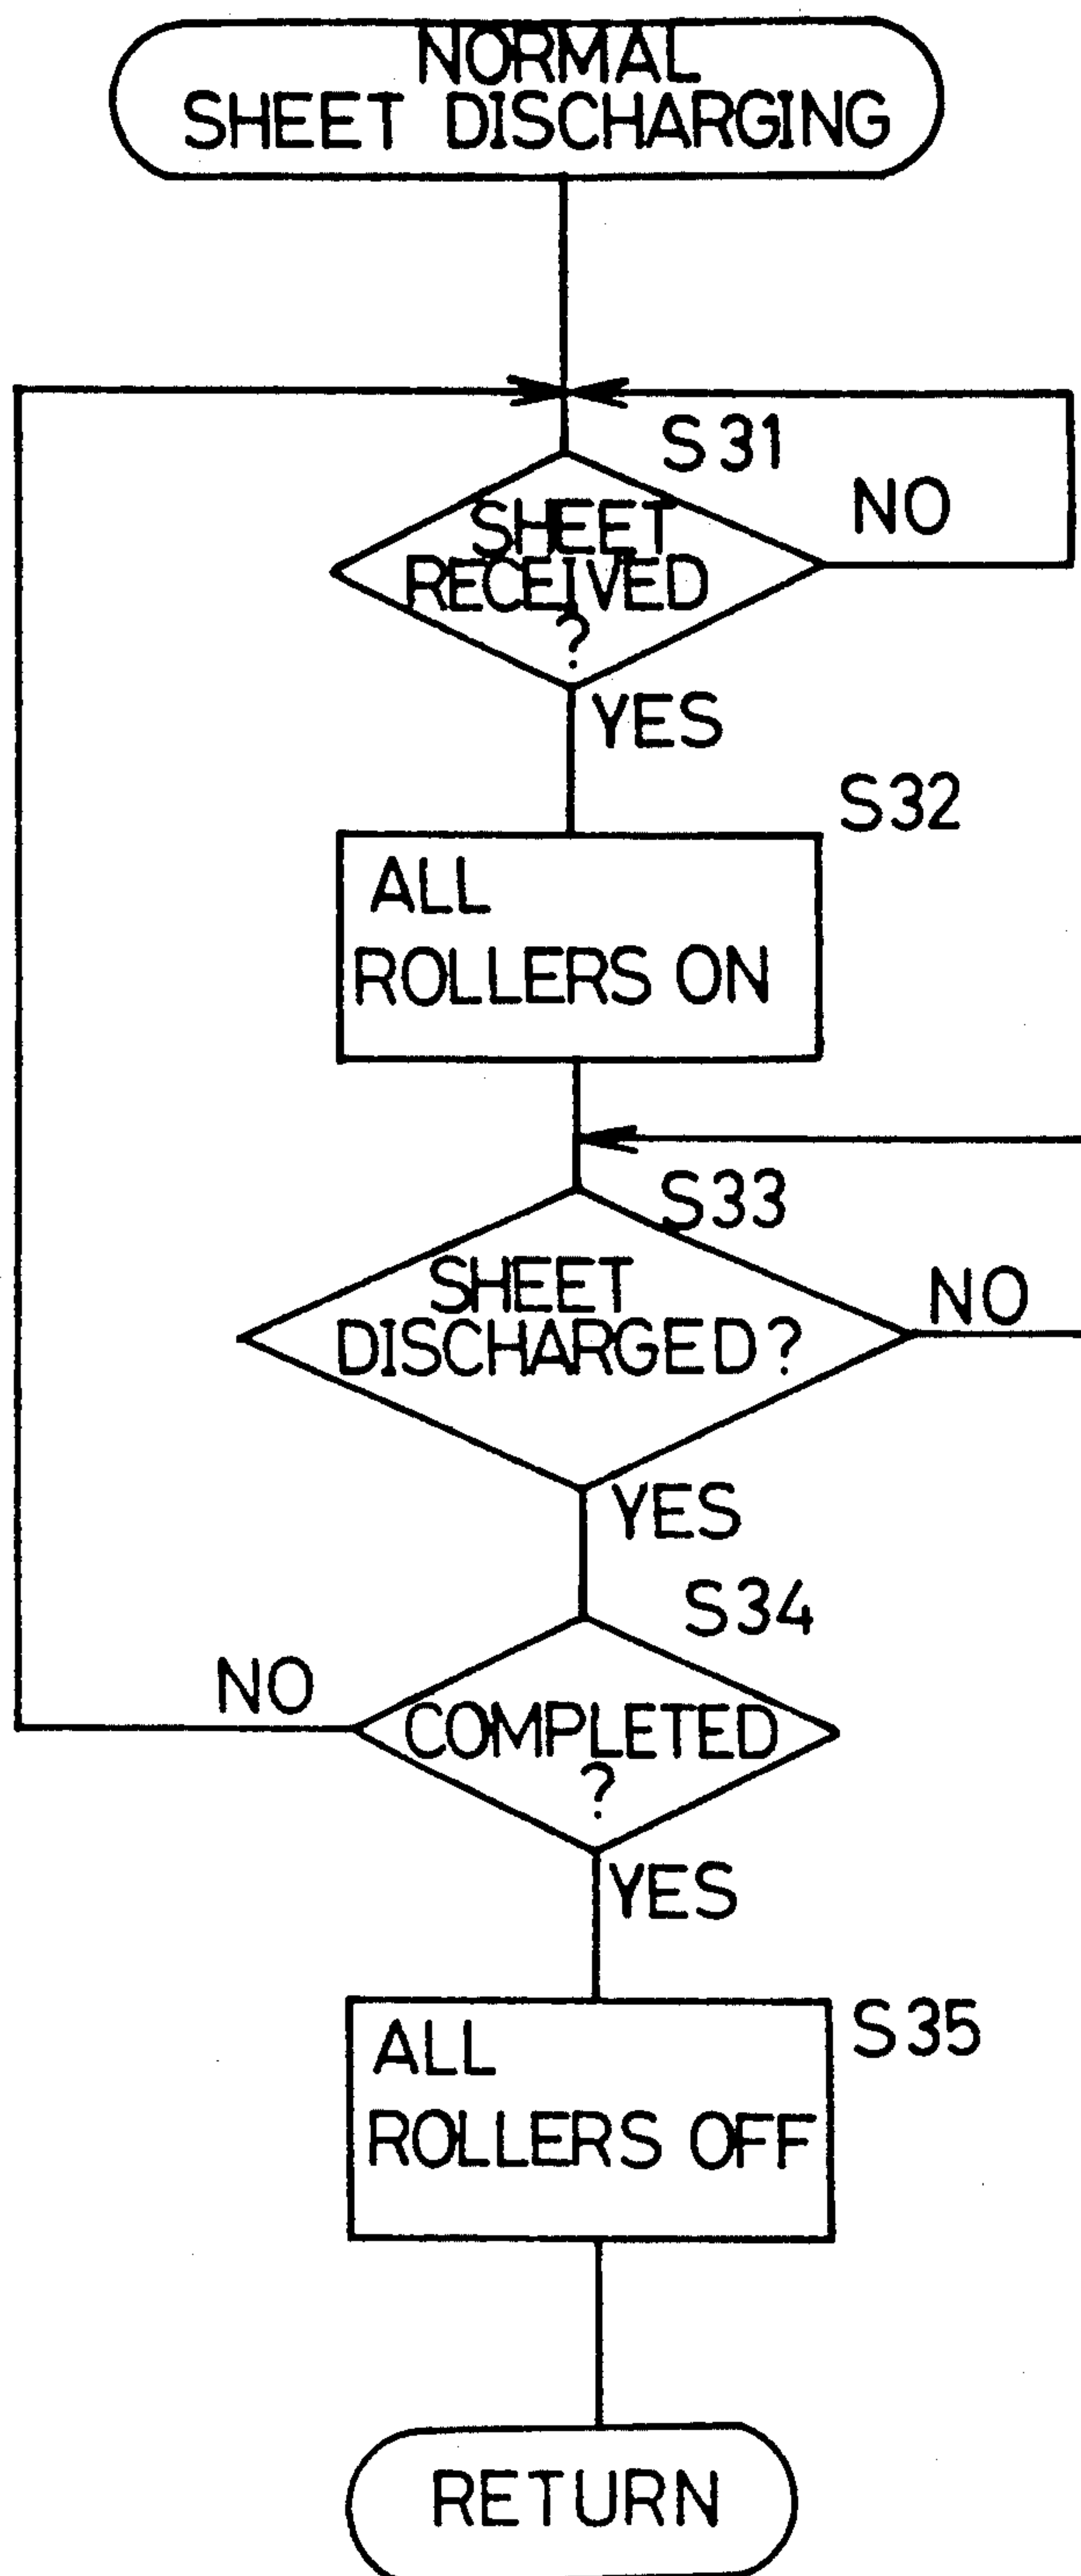 NORMAL
SHEET DISCHARGING
S31
NO
SHEET
RECEIVED
?
YES
S32
ALL
ROLLERS ON
S33
SHEET
NO
DISCHARGED?
YES
S34
NO
COMPLETED
?
YES
S35
ALL
ROLLERS OFF
RETURN